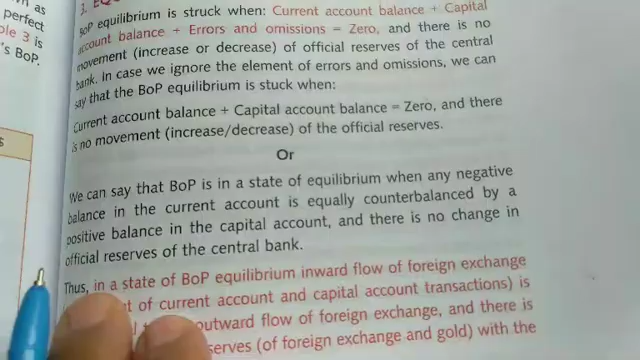 as
perfect
ble 3 is
's BoP.
s
3.
BoP equilibrium is struck when: Current account balance + Capital
account balance + Errors and omissions = Zero, and there is no
movement (increase or decrease) of official reserves of the central
bank. In case we ignore the element of errors and omissions, we can
say that the BoP equilibrium is stuck when:
Current account balance + Capital account balance = Zero, and there
is no movement (increase/decrease) of the official reserves.
Or
We can say that BoP is in a state of equilibrium when any negative
balance in the current account is equally counterbalanced by a
positive balance in the capital account, and there is no change in
official reserves of the central bank.
Thus, in a state of BoP equilibrium inward flow of foreign exchange
of current account and capital account transactions) is
outward flow of foreign exchange, and there is
serves (of foreign exchange and gold) with the